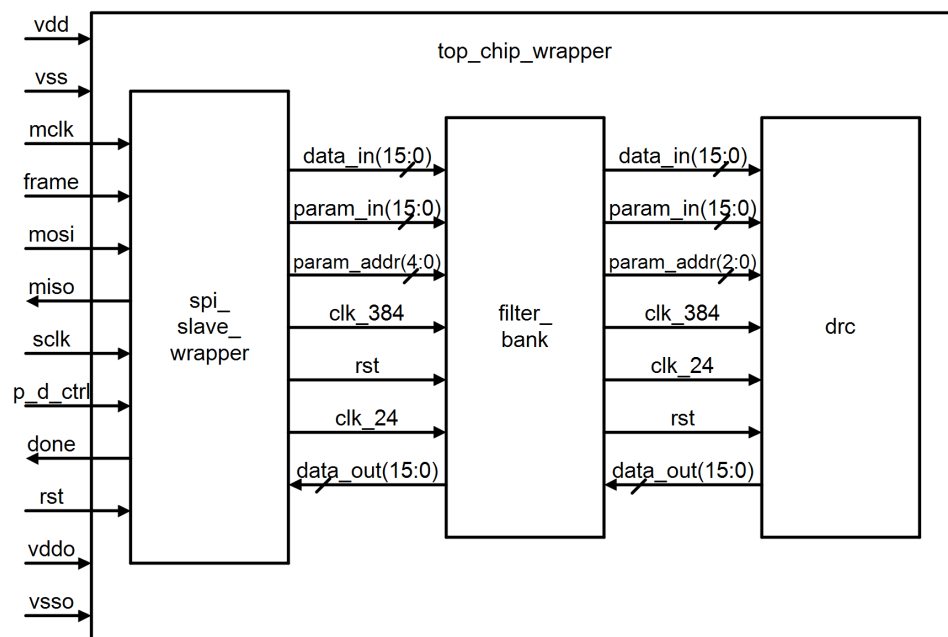 vdd
top_chip_wrapper
vss
mclk
frame
mosi
miso
sclk
p_d_ctrl
done
rst
vddo
vsso
spi_
slave_
wrapper
data_in(15:0)
param_in(15:0)
param_addr(4:0)
clk_384
rst
clk_24
data_out(15:0)
filter_
bank
data_in(15:0)
param_in(15:0)
param_addr(2:0)
clk_384
clk_24
rst
data_out(15:0)
drc